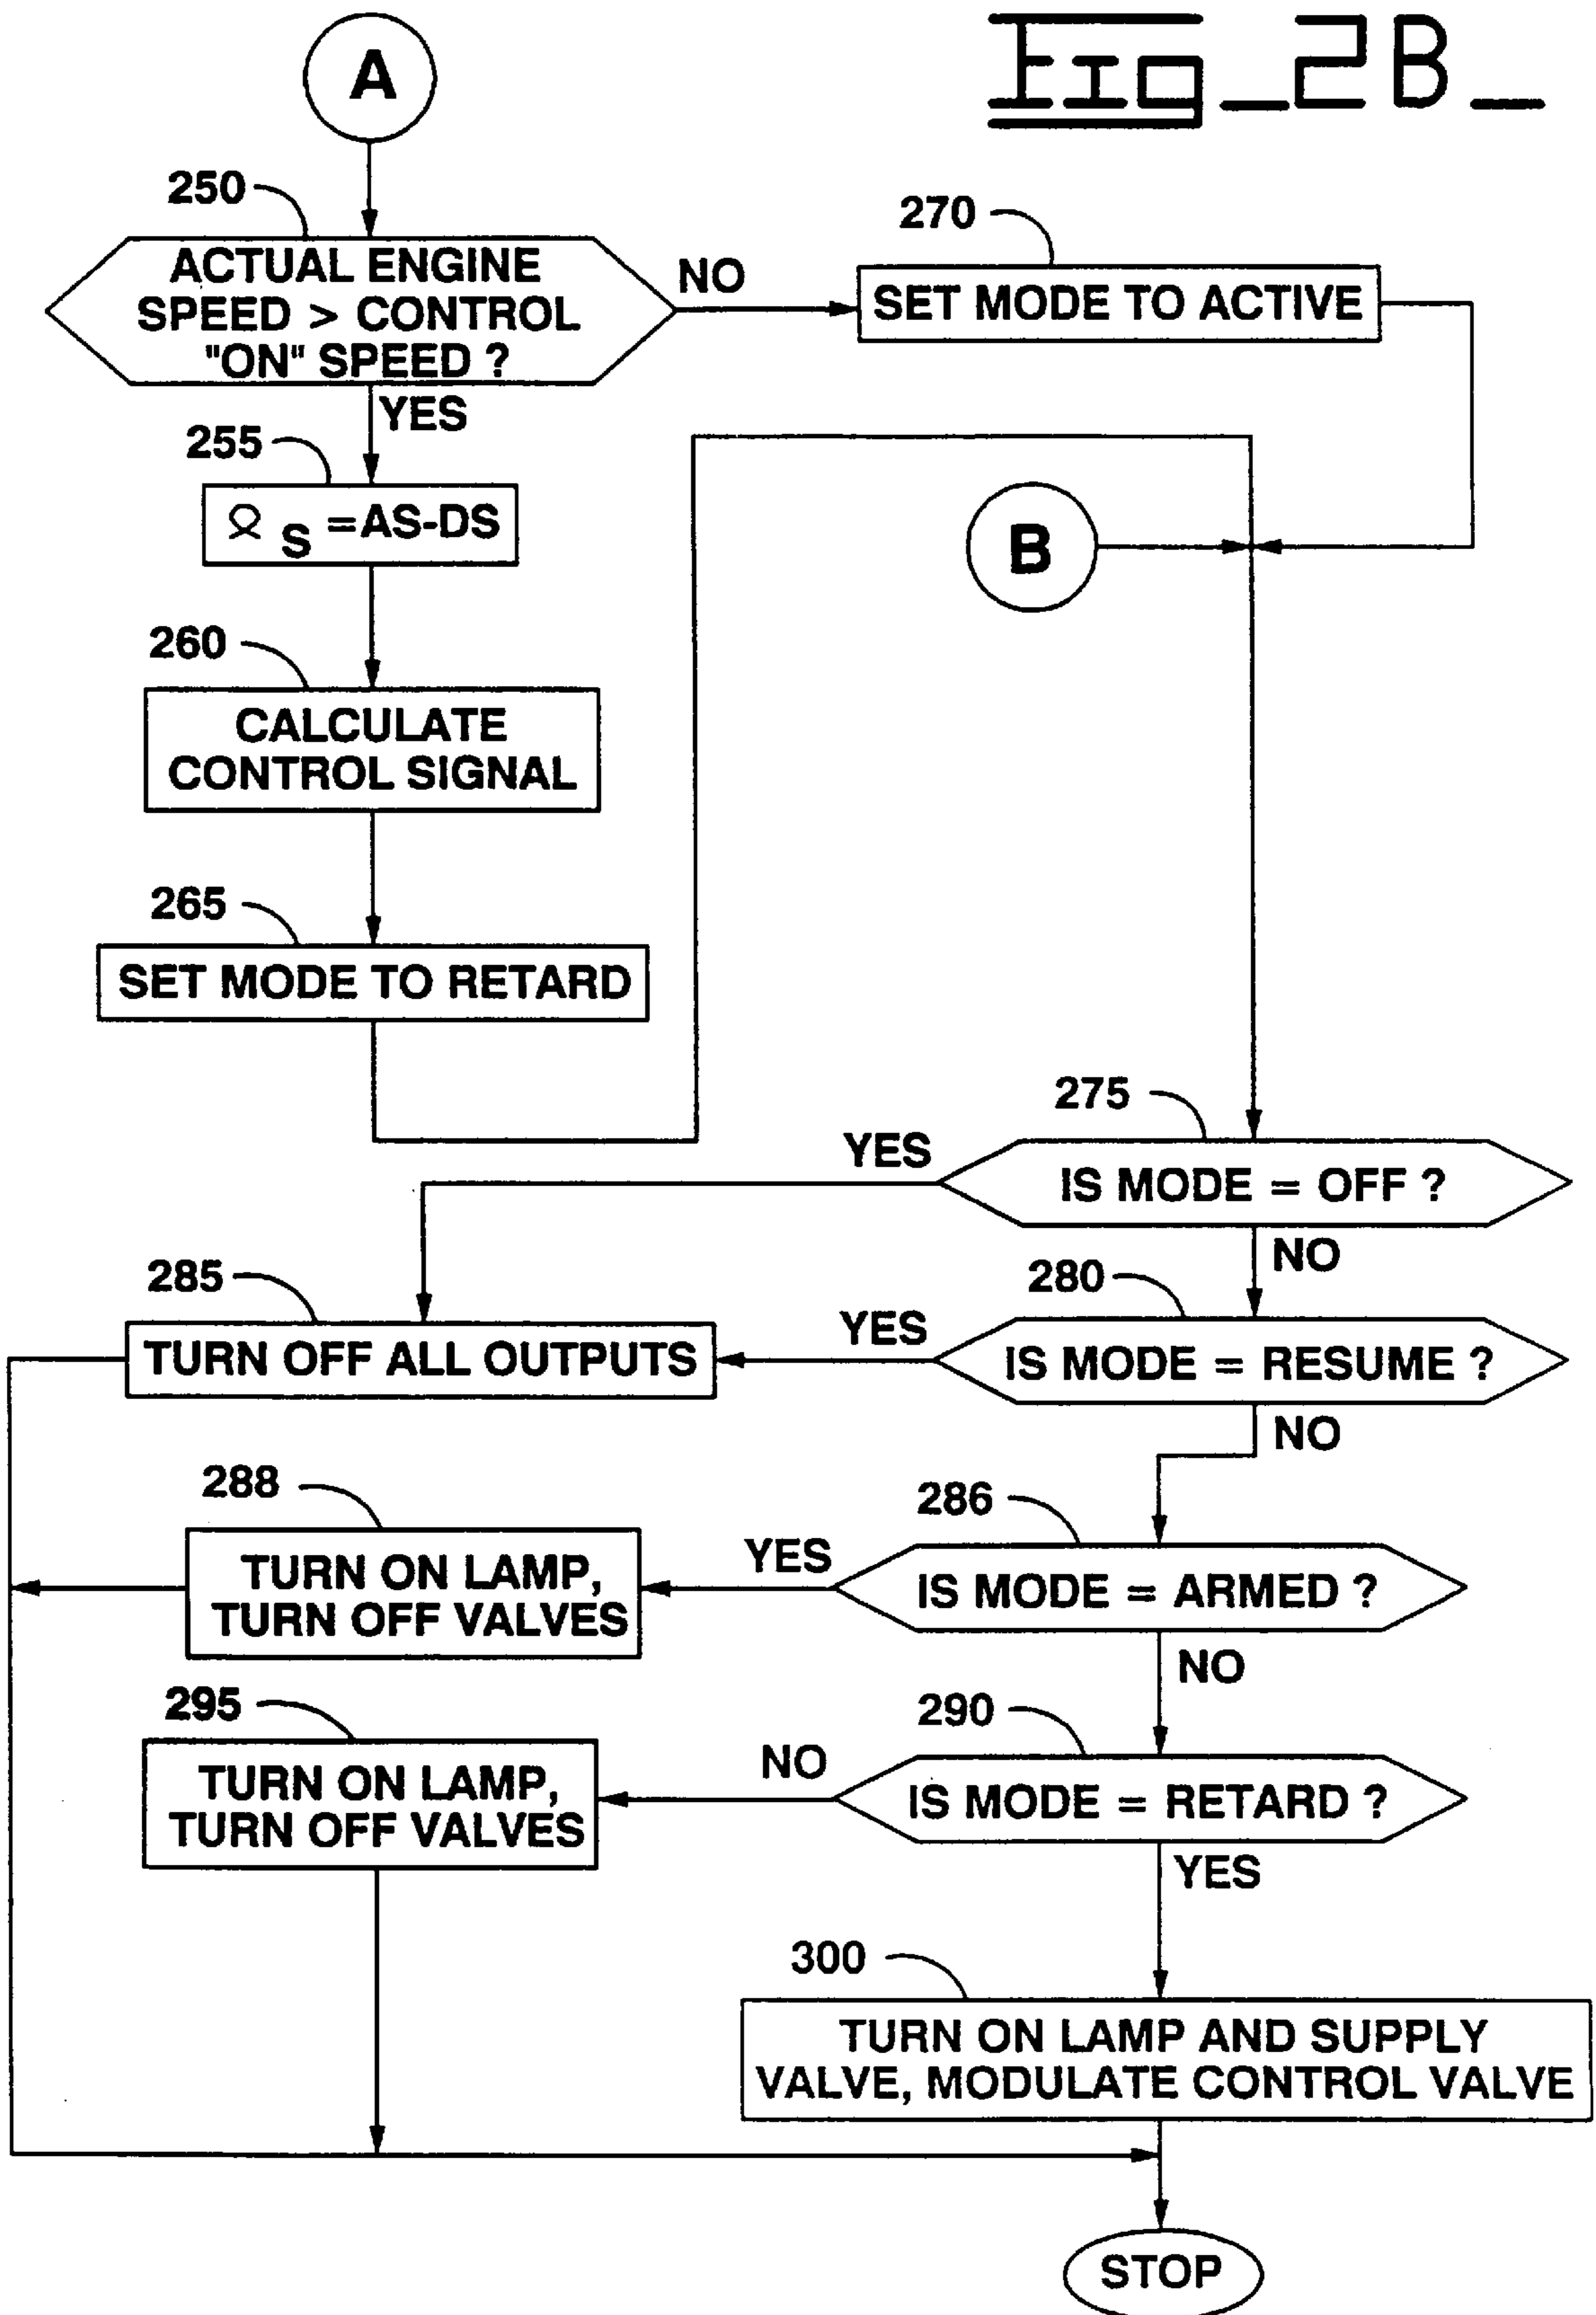 Fig_2B_
A
250
ACTUAL ENGINE
SPEED > CONTROL
"ON" SPEED ?
NO
270
SET MODE TO ACTIVE
YES
255
S =AS-DS
B
260
CALCULATE
CONTROL SIGNAL
265
SET MODE TO RETARD
275
IS MODE = OFF ?
YES
NO
280
IS MODE = RESUME ?
YES
285
TURN OFF ALL OUTPUTS
NO
286
IS MODE = ARMED ?
YES
288
TURN ON LAMP,
TURN OFF VALVES
NO
290
IS MODE = RETARD ?
NO
295
TURN ON LAMP,
TURN OFF VALVES
YES
300
TURN ON LAMP AND SUPPLY
VALVE, MODULATE CONTROL VALVE
STOP